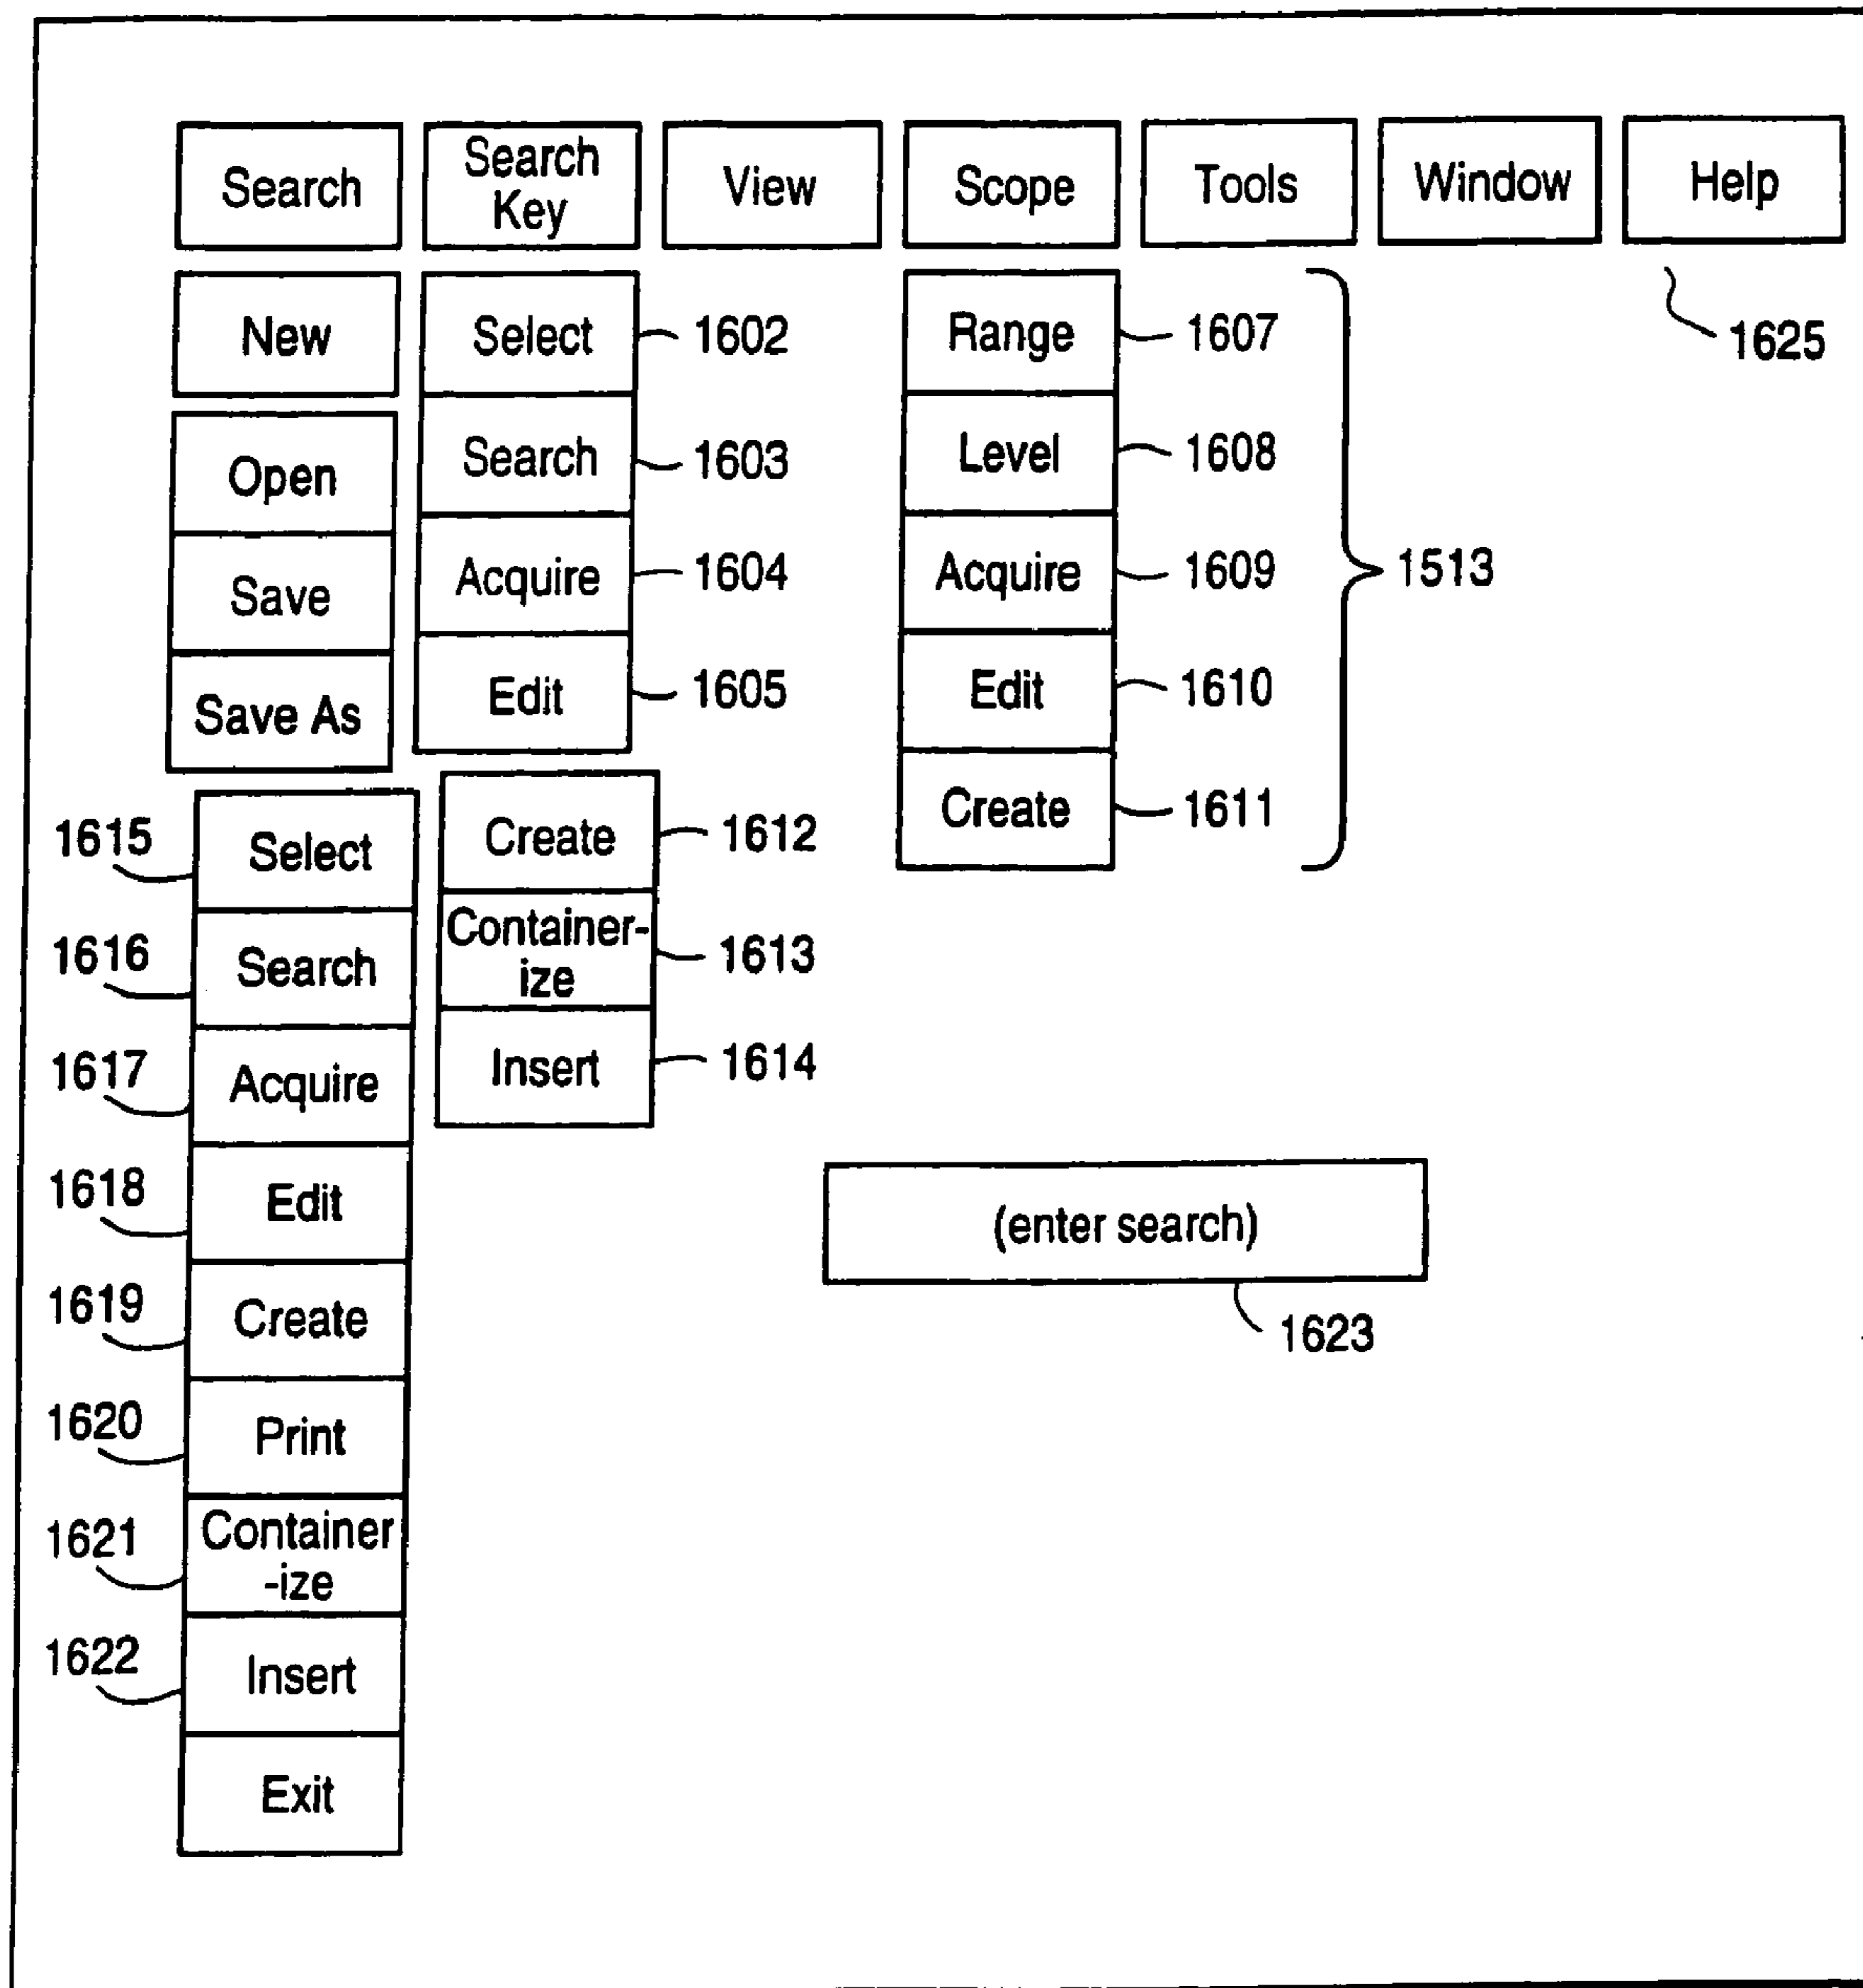 Search
Search
Key
View
Scope
Tools
Window
Help
New
Select
1602
Range
1607
1625
Open
Search
1603
Level
1608
Save
Acquire
1604
Acquire
1609
1513
Save As
Edit
1605
Edit
1610
1615
Select
Create
1612
Create
1611
1616
Search
Container-
ize
1613
1617
Acquire
Insert
1614
1618
Edit
(enter search)
1619
Create
1623
1620
Print
1621
Container
-ize
1622
Insert
Exit